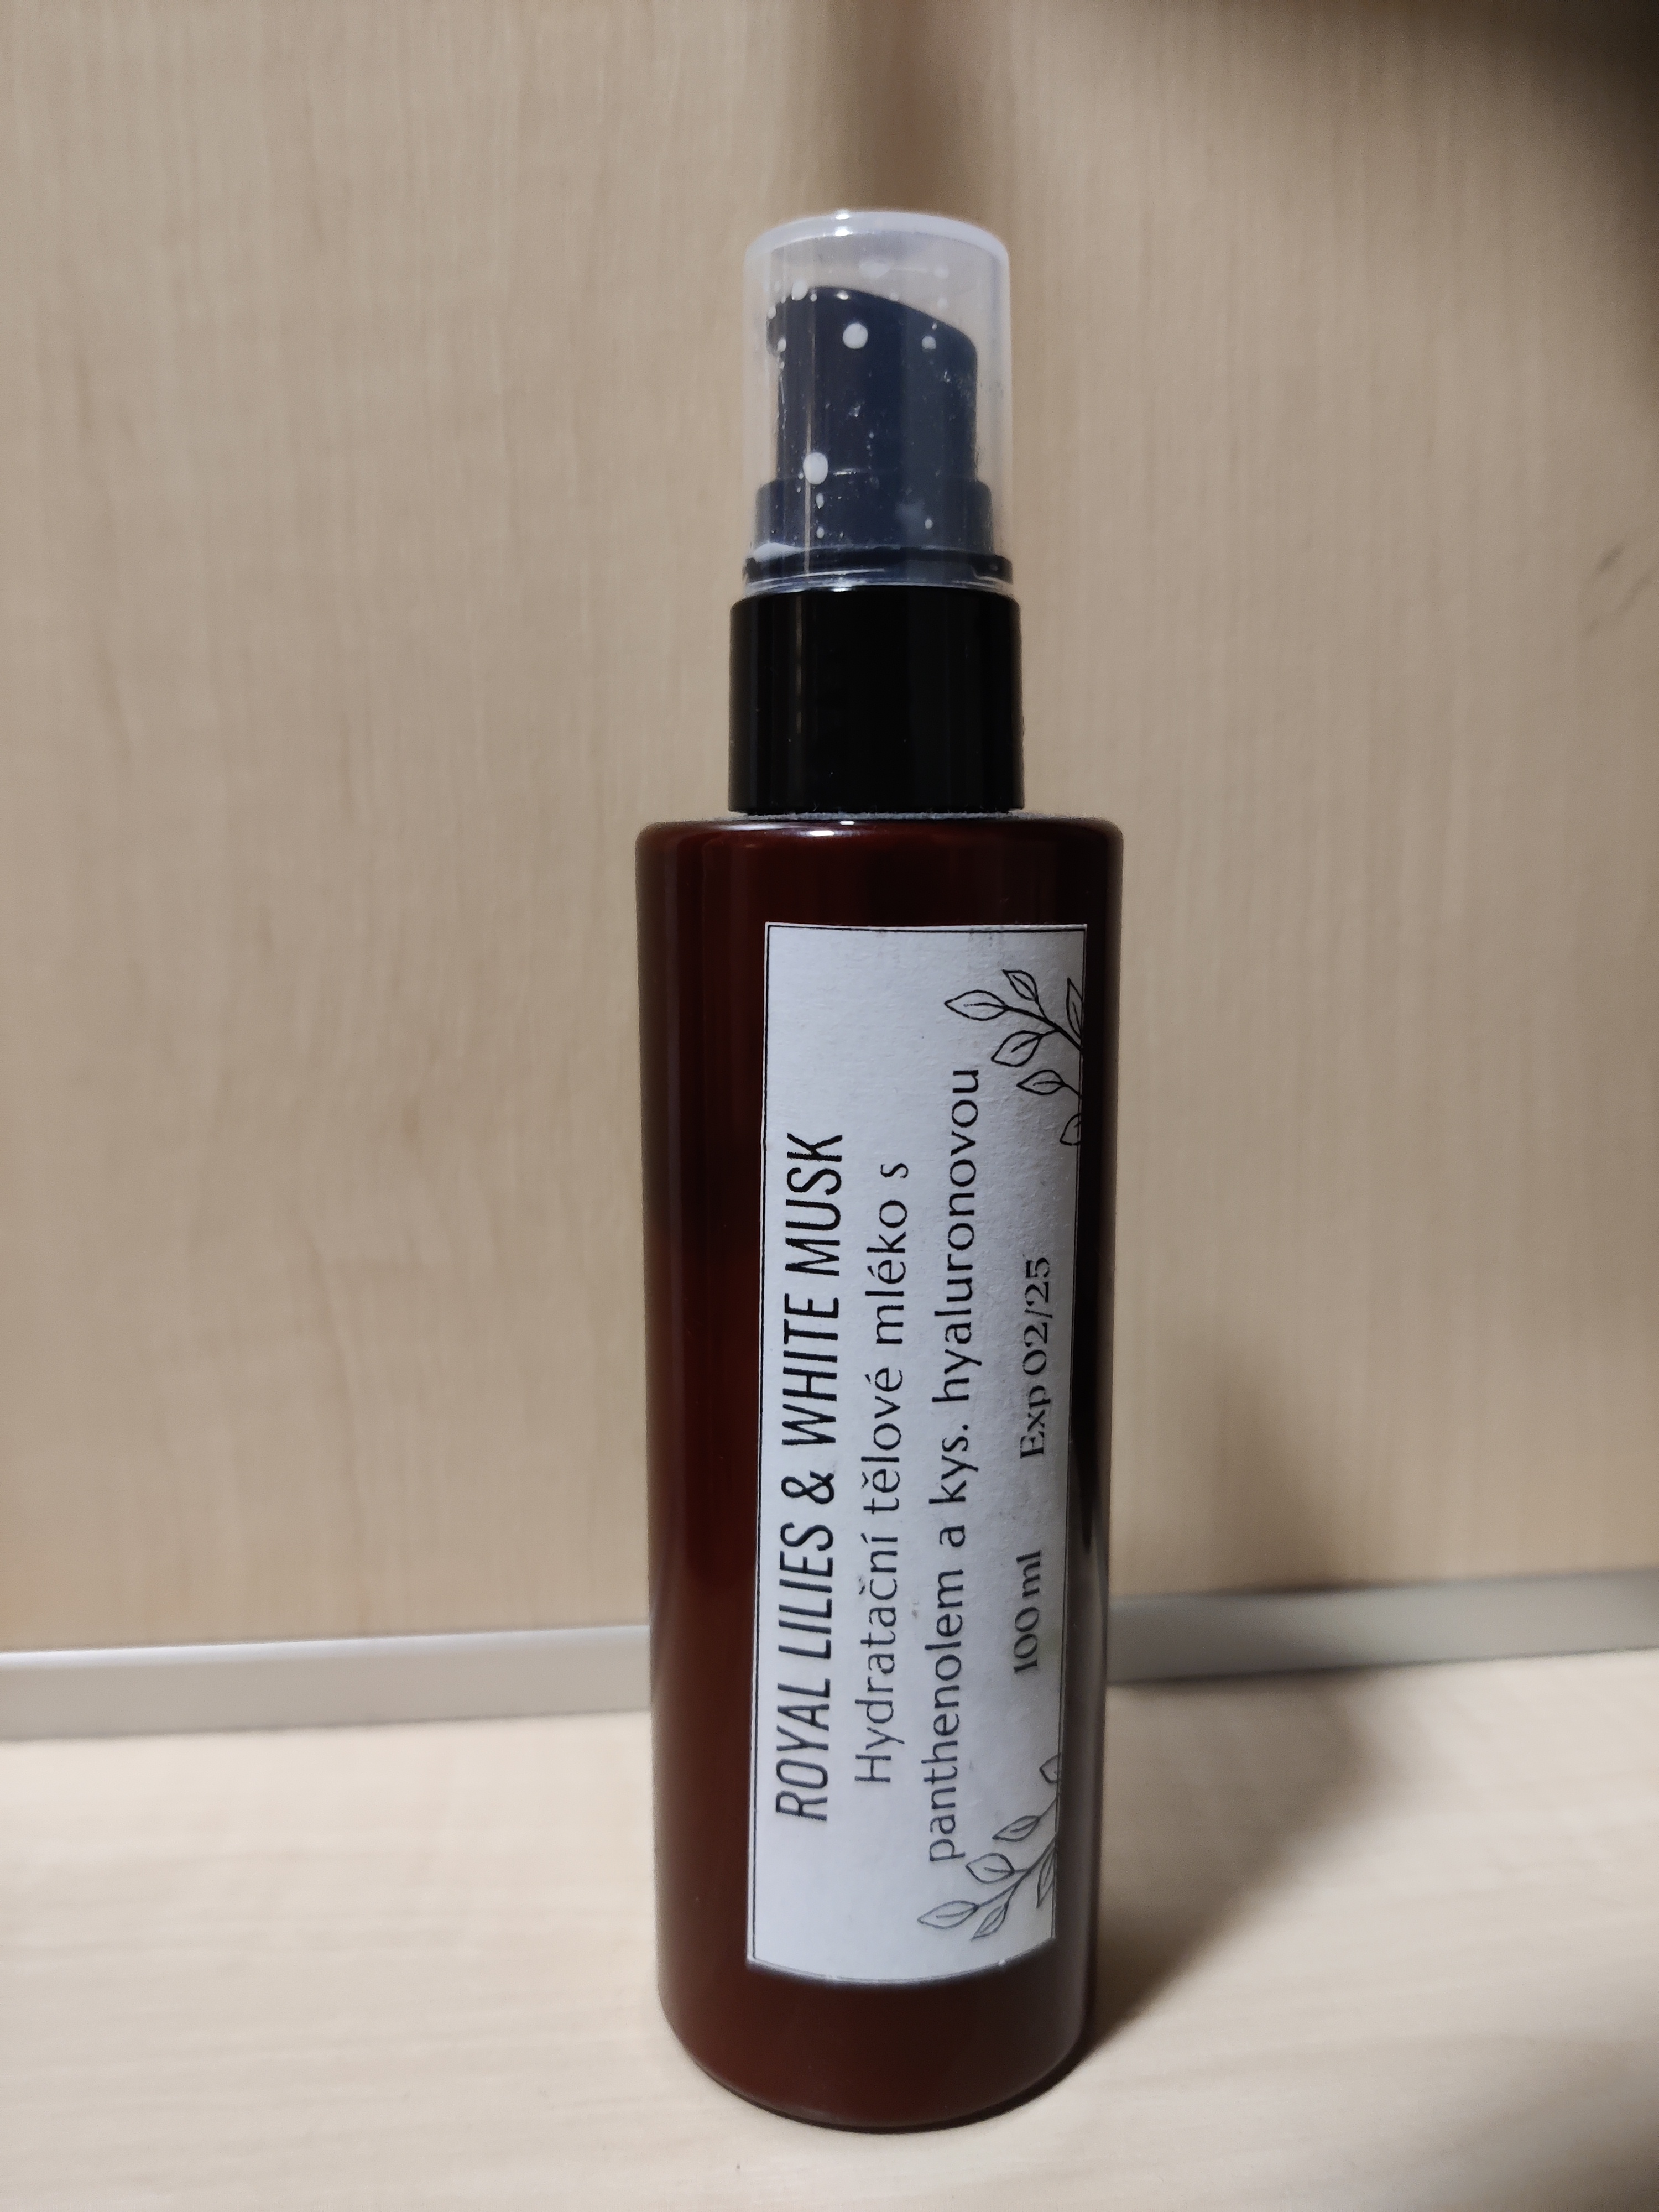 ROYAL LILIES & WHITE MUSK
Hydratační tělové mléko s
panthenolem a kys. hyaluronovou
100 ml Exp 02/25